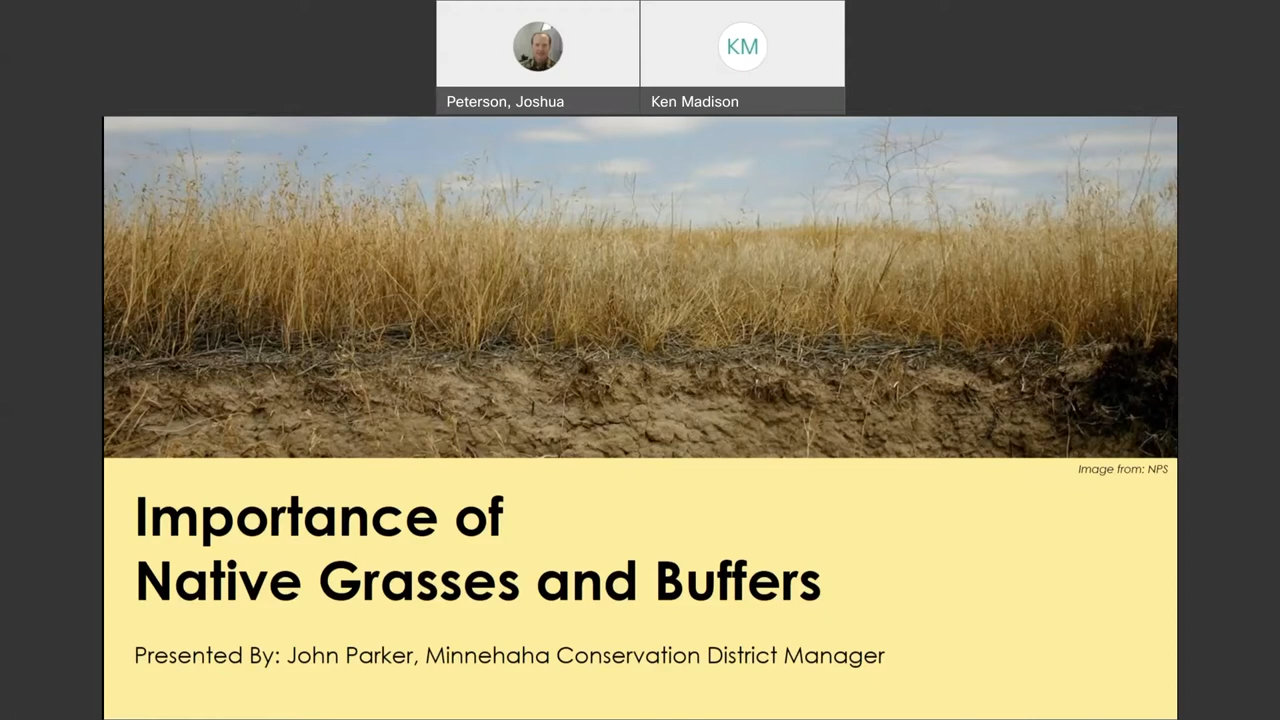 KM
Peterson, Joshua
Ken Madison
Image from: NPS
Importance of
Native Grasses and Buffers
Presented By: John Parker, Minnehaha Conservation District Manager